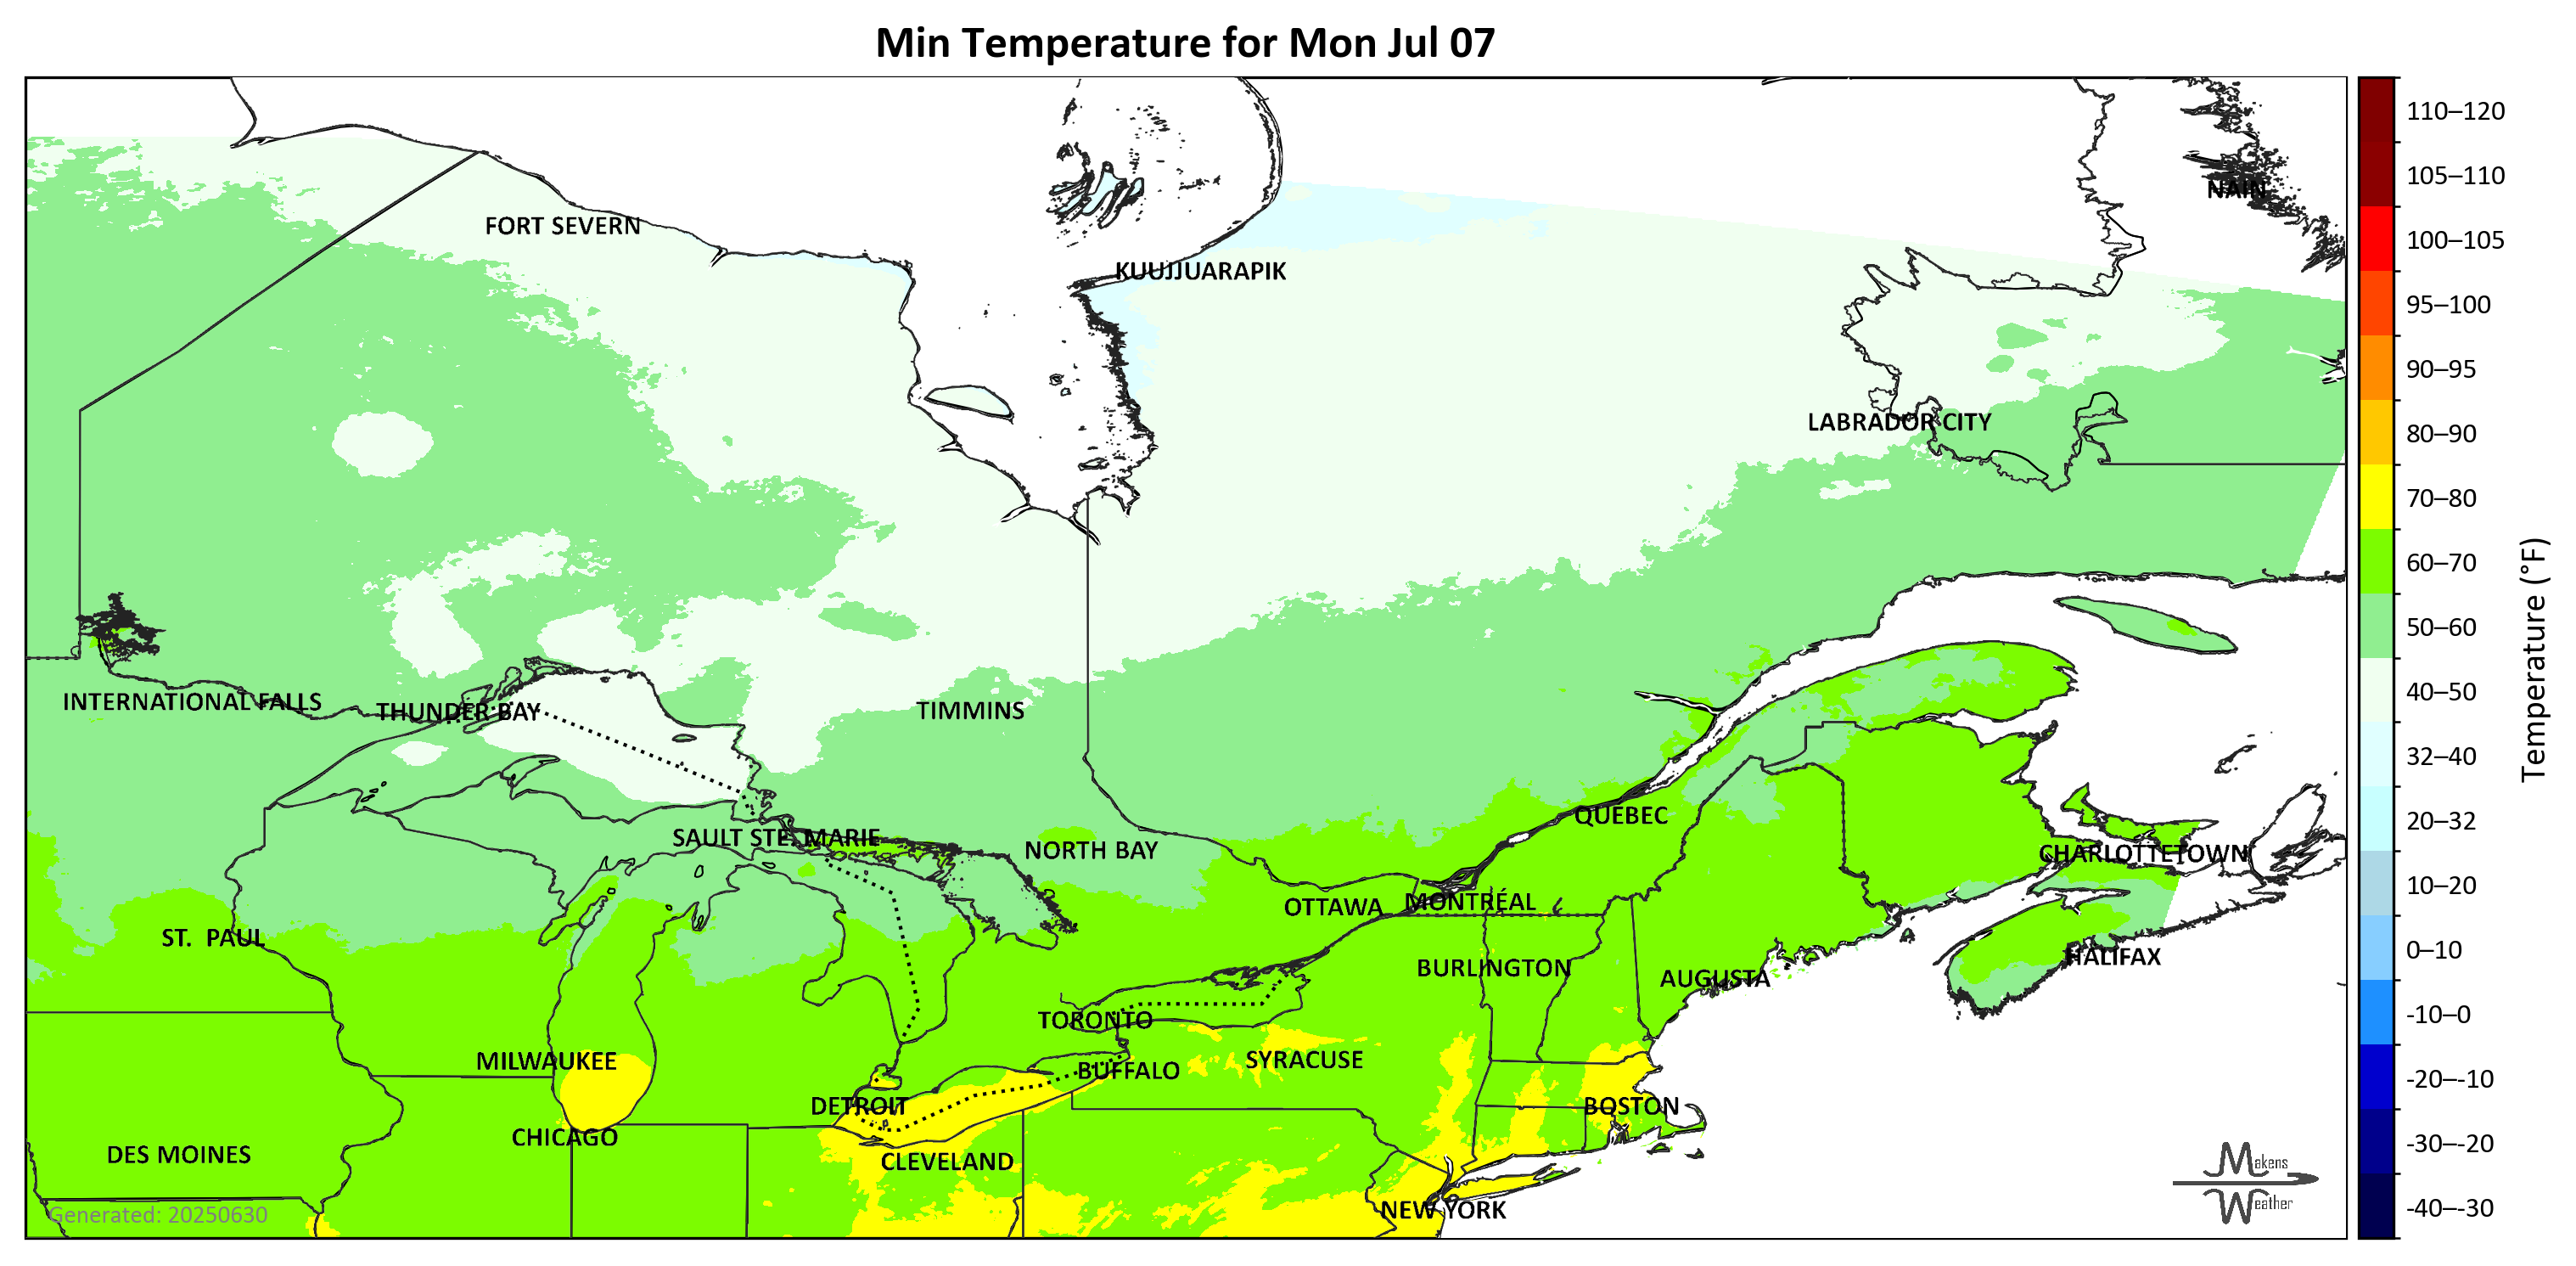 Min Temperature for Mon Jul 07
110–120
105–110
NAIN
FORT SEVERN
100–105
KUUJJUARAPIK
95–100
90–95
LABRADOR CITY
80–90
70–80
60–70
Temperature (°F)
50–60
INTERNATIONAL FALLS
THUNDER BAY
TIMMINS
40–50
32–40
QUÉBEC
20–32
SAULT STE. MARIE
NORTH BAY
CHARLOTTETOWN
10–20
OTTAWA
MONTRÉAL
ST.  PAUL
0–10
BURLINGTON
AUGUSTA
HALIFAX
TORONTO
-10–0
MILWAUKEE
BUFFALO
SYRACUSE
-20–-10
DETROIT
BOSTON
CHICAGO
-30–-20
DES MOINES
CLEVELAND
Makens
Weather
NEW YORK
-40–-30
Generated: 20250630